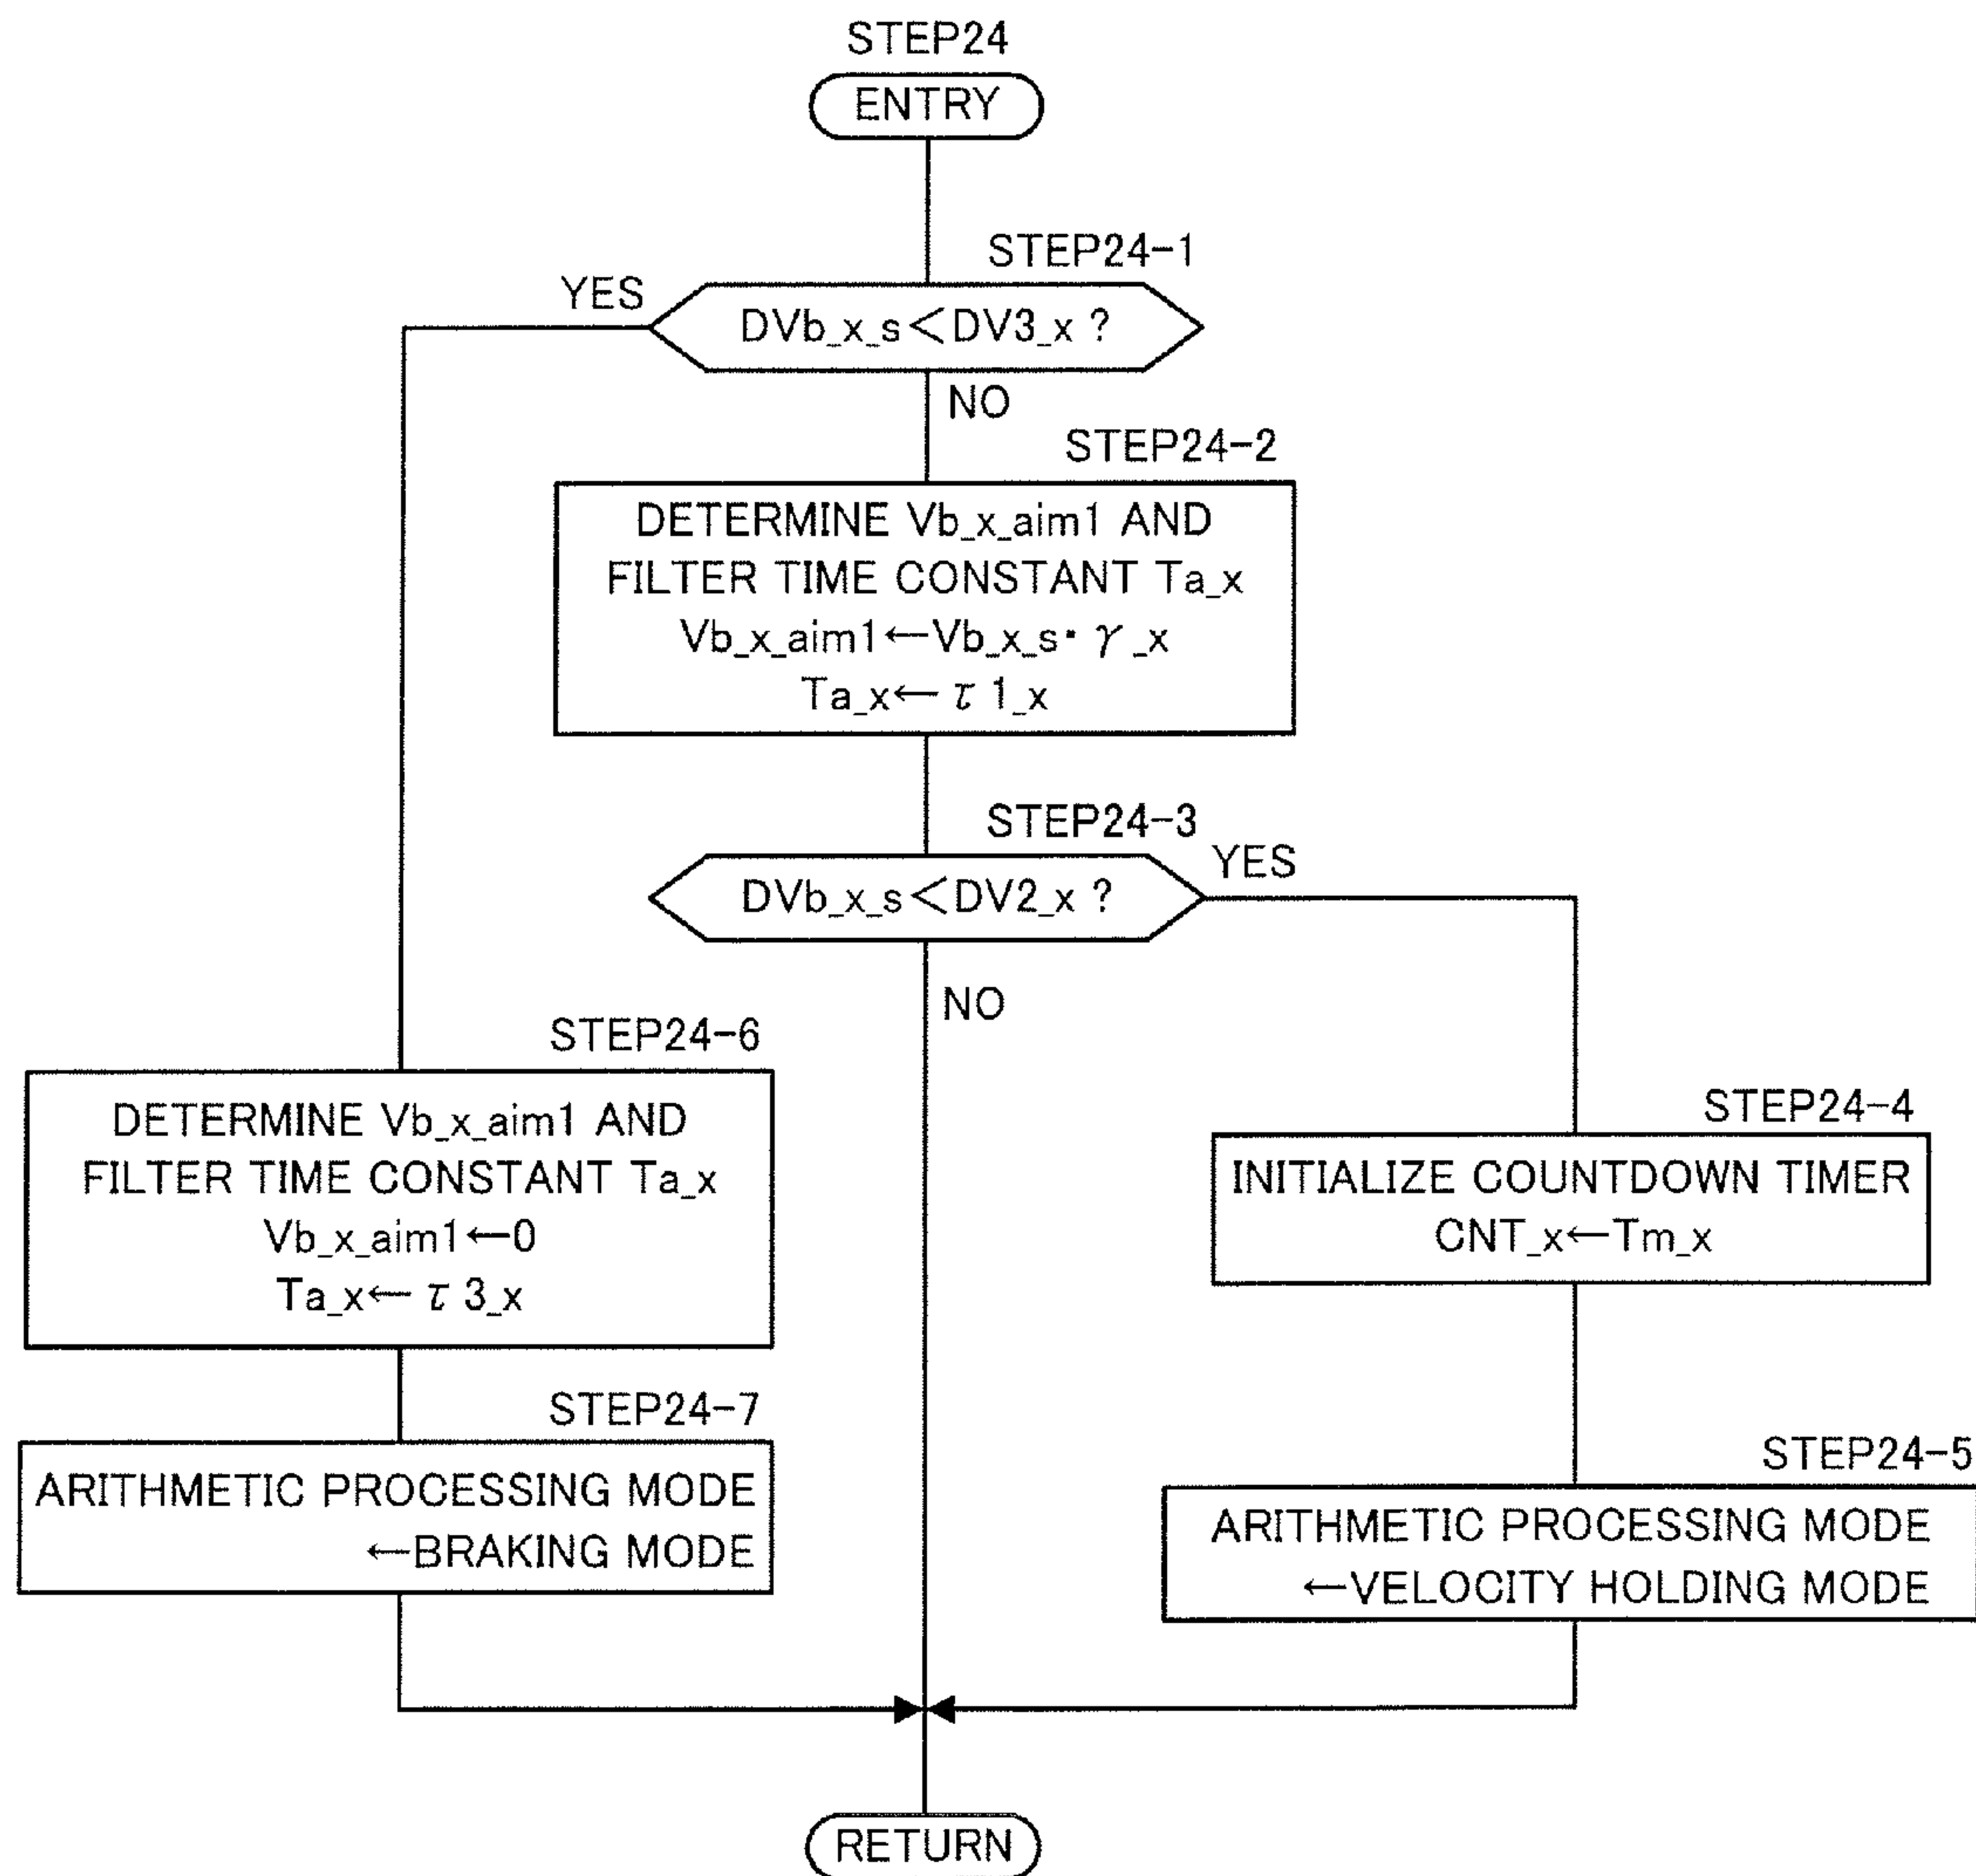 STEP24
ENTRY
STEP24-1
YES
DVb_x_s<DV3_x ?
NO
STEP24-2
DETERMINE Vb_x_aim1 AND
FILTER TIME CONSTANT Ta_x
Vb_x_aim1←Vb_x_s・γ_x
Ta_x←τ1_x
STEP24-3
YES
DVb_x_s<DV2_x ?
NO
STEP24-6
DETERMINE Vb_x_aim1 AND
FILTER TIME CONSTANT Ta_x
Vb_x_aim1←0
Ta_x←τ3_x
STEP24-4
INITIALIZE COUNTDOWN TIMER
CNT_x←Tm_x
STEP24-7
ARITHMETIC PROCESSING MODE
←BRAKING MODE
STEP24-5
ARITHMETIC PROCESSING MODE
←VELOCITY HOLDING MODE
RETURN